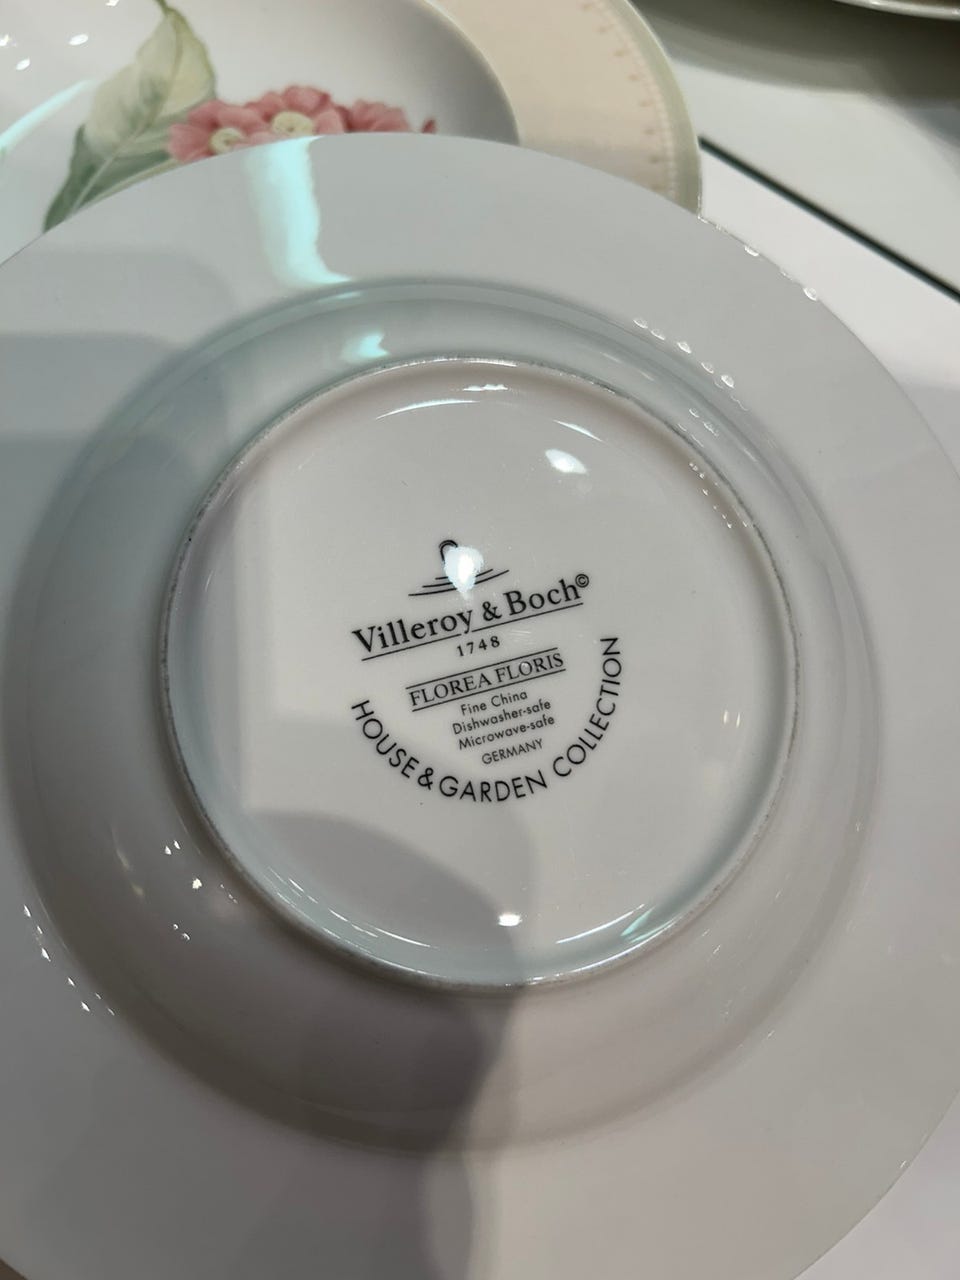 Villeroy & Boch©
1748
FLOREA FLORIS
Fine China
Dishwasher-safe
Microwave-safe
GERMANY
HOUSE & GARDEN COLLECTION